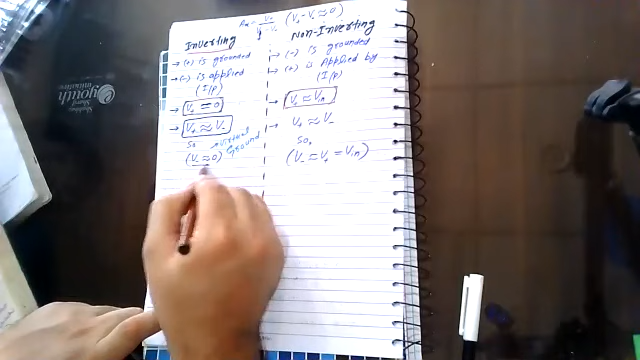 (V₊ - V₋ ≈ 0)
Inverting
→ (+) is grounded
→ (-) is applied
(I/P)
→ V₊ = 0
→ V₊ ≈ V₋
So
(V₋ ≈ 0)
→ Virtual
Ground
Non-Inverting
→ (-) is grounded
→ (+) is Applied by
(I/P)
→ V₊ ≈ Vin
→ V₊ ≈ V₋
So,
(V₋ = V₊ = Vin)
youth